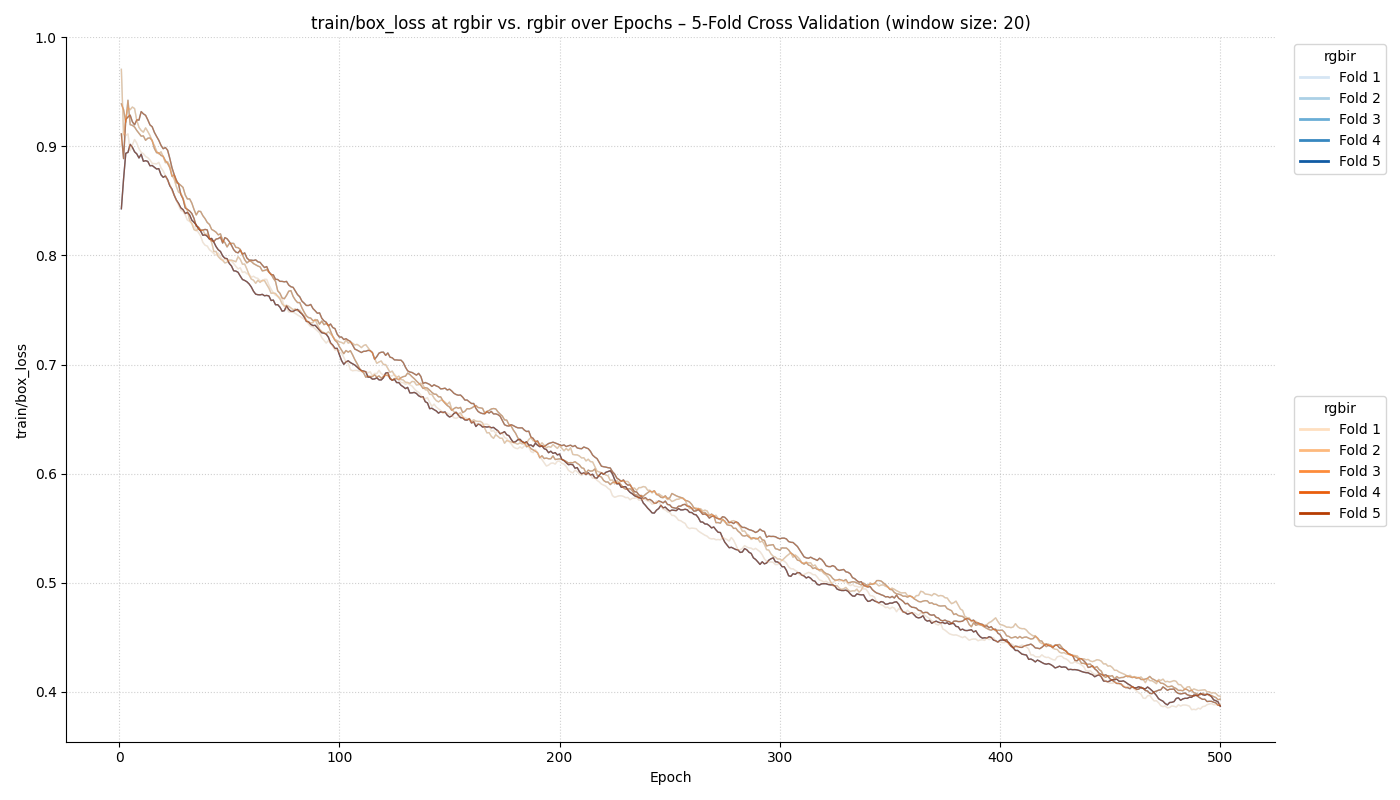 train/box_loss at rgbir vs. rgbir over Epochs – 5-Fold Cross Validation (window size: 20)
1.0
0.9
0.8
0.7
0.6
0.5
0.4
train/box_loss
0
100
200
300
400
500
Epoch
rgbir
Fold 1
Fold 2
Fold 3
Fold 4
Fold 5
rgbir
Fold 1
Fold 2
Fold 3
Fold 4
Fold 5